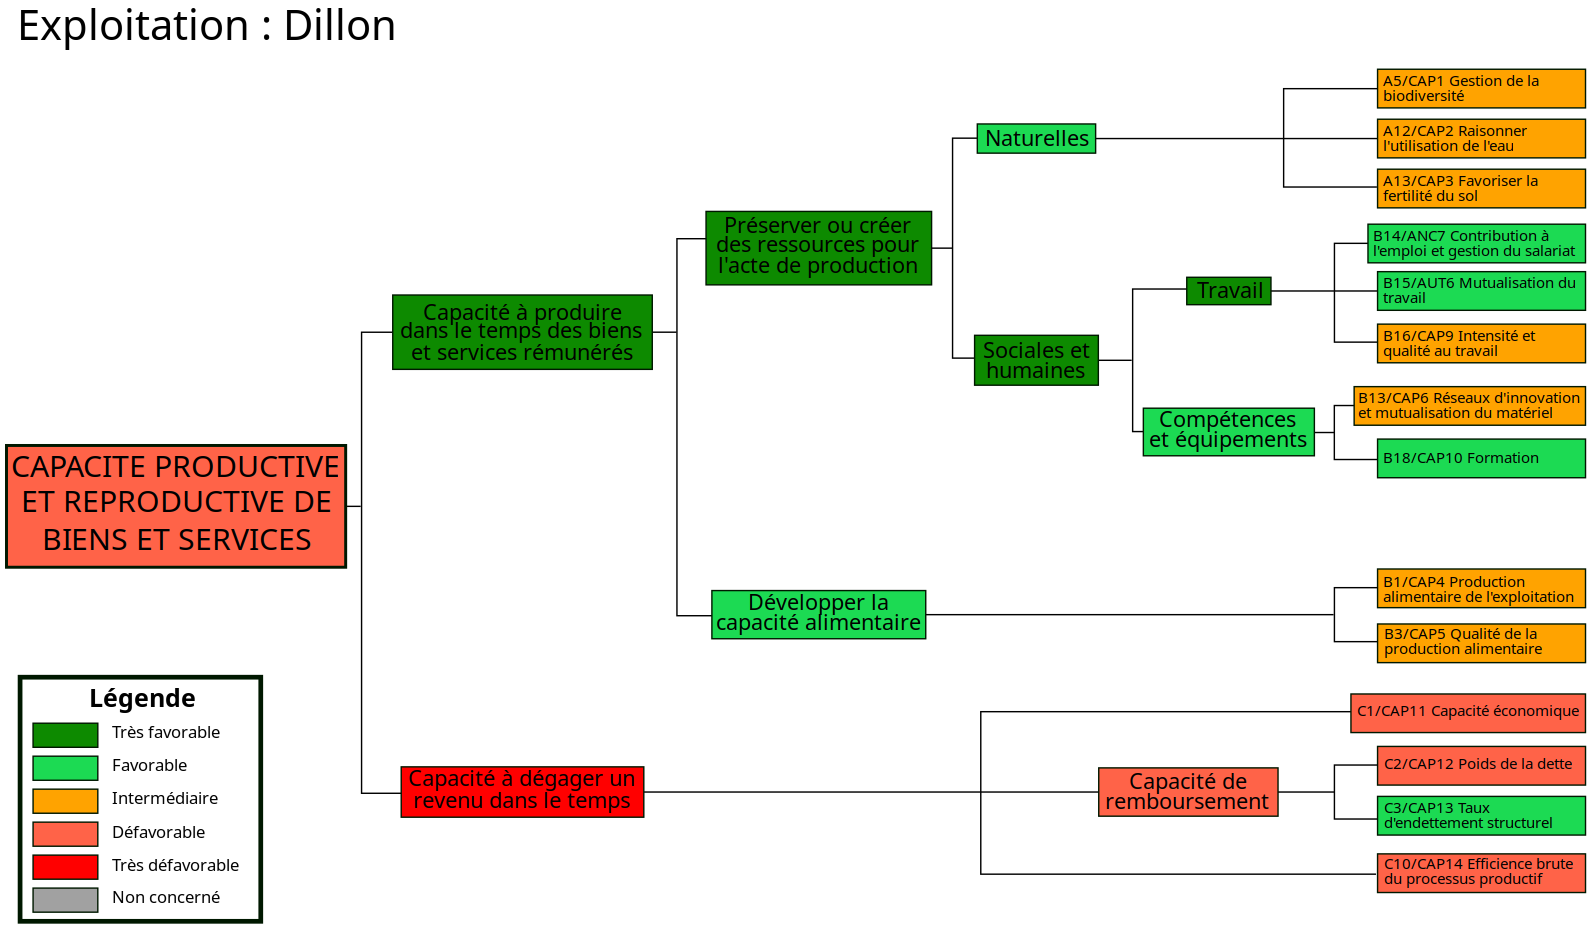 Exploitation : Dillon
A5/CAP1 Gestion de la
biodiversité
Naturelles
A12/CAP2 Raisonner
l'utilisation de l'eau
A13/CAP3 Favoriser la
fertilité du sol
Préserver ou créer
des ressources pour
l'acte de production
B14/ANC7 Contribution à
l'emploi et gestion du salariat
Travail
B15/AUT6 Mutualisation du
travail
Capacité à produire
dans le temps des biens
et services rémunérés
B16/CAP9 Intensité et
qualité au travail
Sociales et
humaines
B13/CAP6 Réseaux d'innovation
et mutualisation du matériel
Compétences
et équipements
B18/CAP10 Formation
CAPACITE PRODUCTIVE
ET REPRODUCTIVE DE
BIENS ET SERVICES
B1/CAP4 Production
alimentaire de l'exploitation
Développer la
capacité alimentaire
B3/CAP5 Qualité de la
production alimentaire
C1/CAP11 Capacité économique
Capacité à dégager un
revenu dans le temps
Capacité de
remboursement
C2/CAP12 Poids de la dette
C3/CAP13 Taux
d'endettement structurel
C10/CAP14 Efficience brute
du processus productif
Légende
Très favorable
Favorable
Intermédiaire
Défavorable
Très défavorable
Non concerné